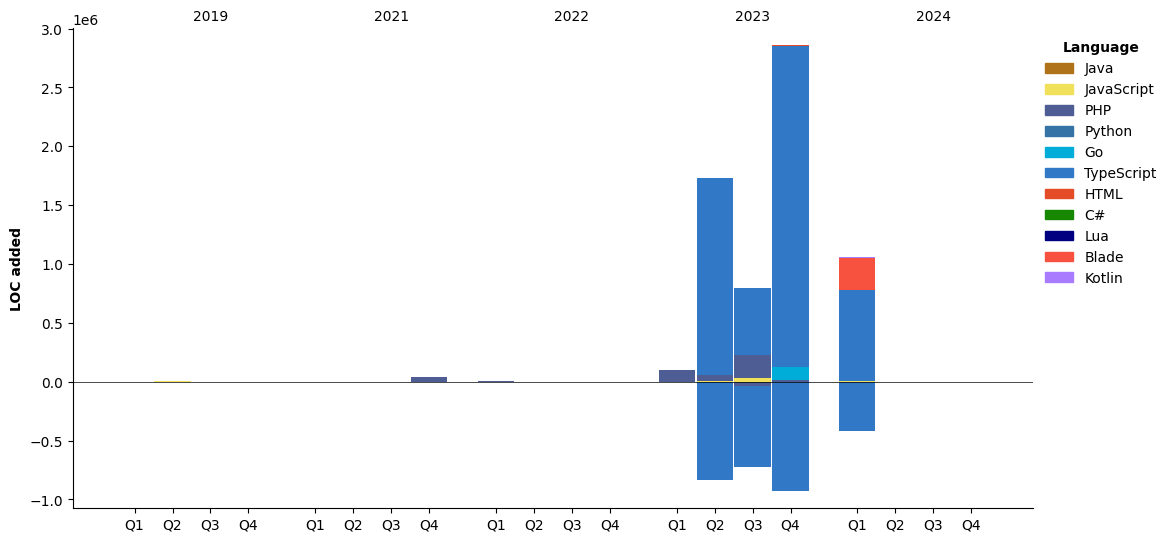 2019 2021 2022 2023 2024
1e6
3.0
2.5
2.0
1.5
1.0
0.5
0.0
−0.5
−1.0
LOC added
Q1 Q2 Q3 Q4 Q1 Q2 Q3 Q4 Q1 Q2 Q3 Q4 Q1 Q2 Q3 Q4 Q1 Q2 Q3 Q4
Language
Java
JavaScript
PHP
Python
Go
TypeScript
HTML
C#
Lua
Blade
Kotlin